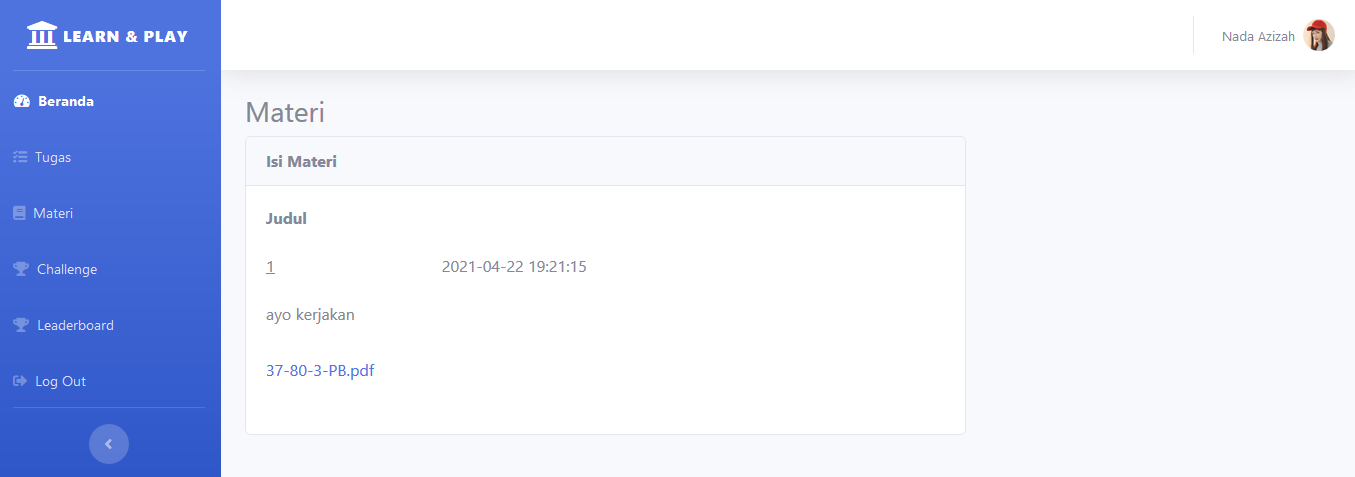 LEARN & PLAY
Nada Azizah
Beranda
Tugas
Materi
Challenge
Leaderboard
Log Out
Materi
Isi Materi
Judul
1 2021-04-22 19:21:15
ayo kerjakan
37-80-3-PB.pdf